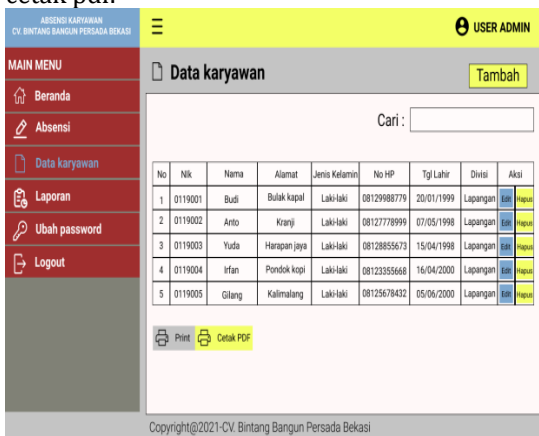 cetak pdf.
ABSENSI KARYAWAN
CV. BINTANG BANGUN PERSADA BEKASI
USER ADMIN
MAIN MENU
Beranda
Absensi
Data karyawan
Laporan
Ubah password
Logout
Data karyawan
Tambah
Cari :
No Nik Nama Alamat Jenis Kelamin No HP Tgl Lahir Divisi Aksi
1 0119001 Budi Bulak kapal Laki-laki 08129988779 20/01/1999 Lapangan Edit Hapus
2 0119002 Anto Kranji Laki-laki 08127778999 07/05/1998 Lapangan Edit Hapus
3 0119003 Yuda Harapan jaya Laki-laki 08128855673 15/04/1998 Lapangan Edit Hapus
4 0119004 Irfan Pondok kopi Laki-laki 08123355668 16/04/2000 Lapangan Edit Hapus
5 0119005 Gilang Kalimalang Laki-laki 08125678432 05/06/2000 Lapangan Edit Hapus
Print Cetak PDF
Copyright@2021-CV. Bintang Bangun Persada Bekasi